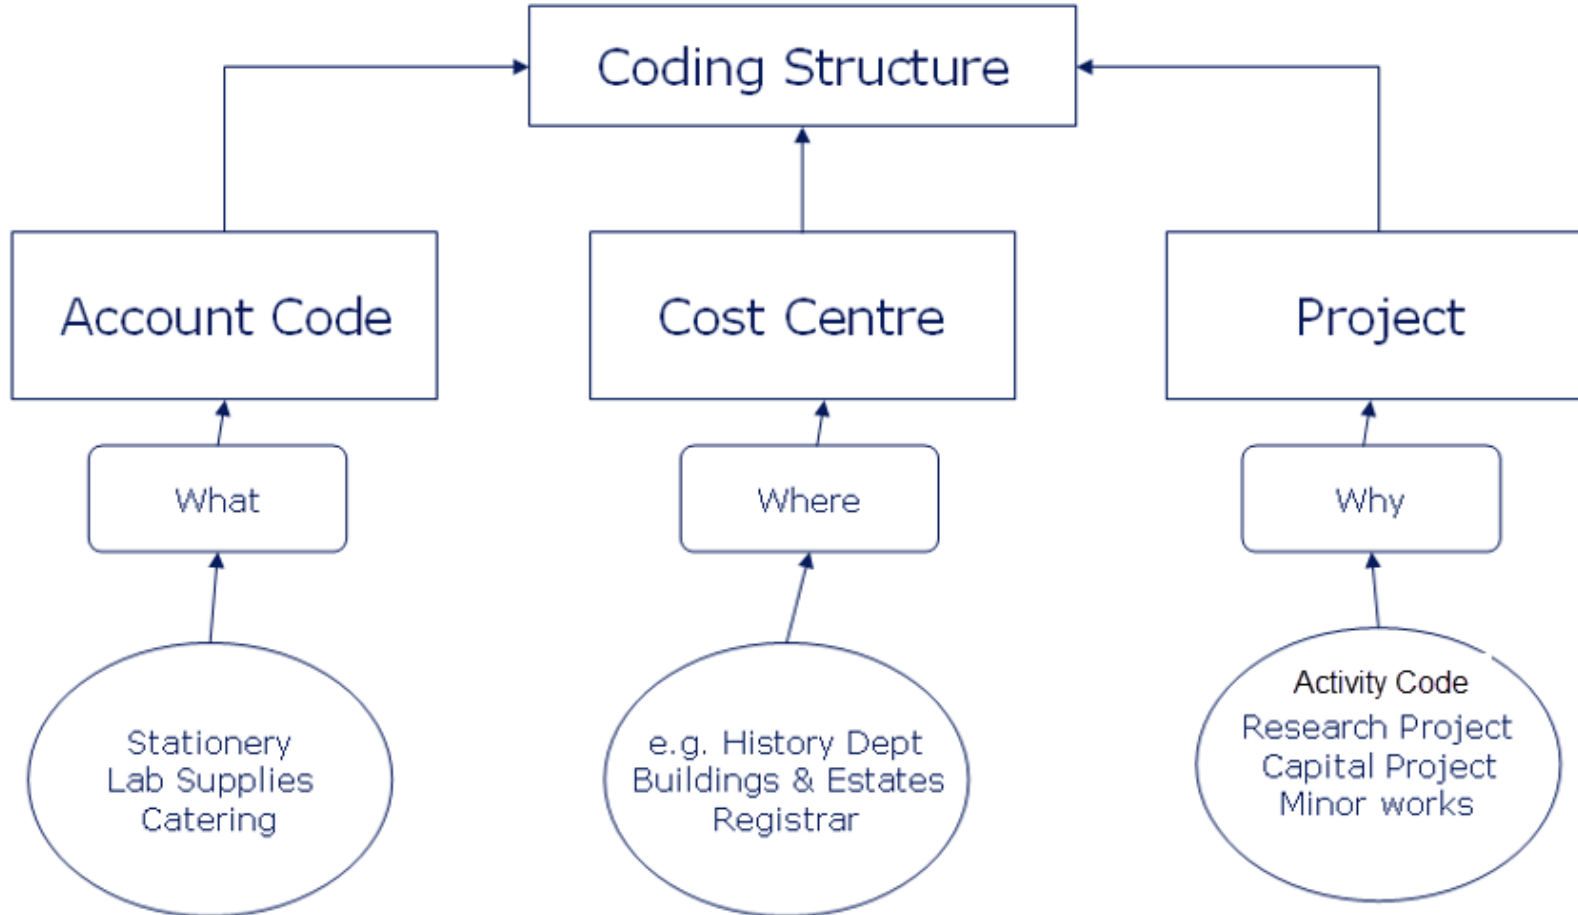 Coding Structure
Account Code
Cost Centre
Project
What
Where
Why
Stationery
Lab Supplies
Catering
e.g. History Dept
Buildings & Estates
Registrar
Activity Code
Research Project
Capital Project
Minor works